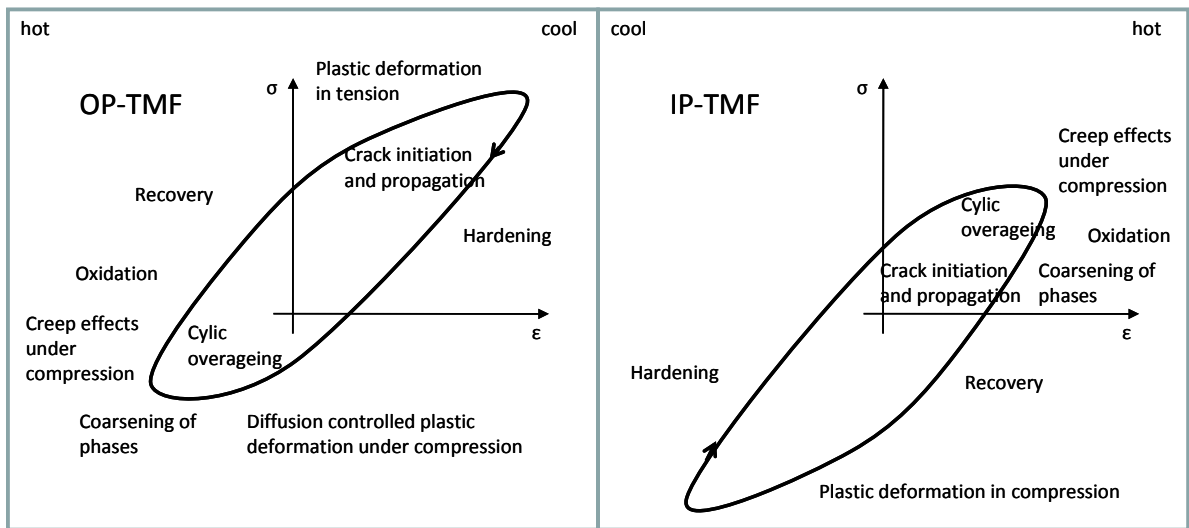 hot
cool
Plastic deformation
in tension
σ
OP-TMF
Crack initiation
and propagation
Recovery
Hardening
Oxidation
Creep effects
under
compression
Cylic
overageing
ε
Coarsening of
phases
Diffusion controlled plastic
deformation under compression
cool
hot
σ
IP-TMF
Creep effects
under
compression
Cylic
overageing
Oxidation
Crack initiation
and propagation
Coarsening of
phases
ε
Hardening
Recovery
Plastic deformation in compression